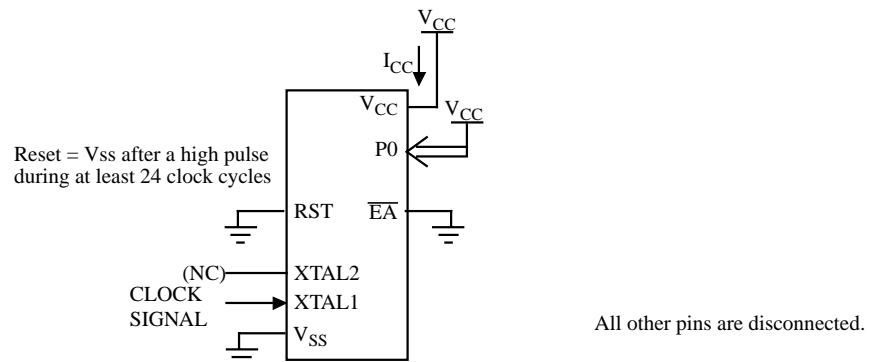 VCC
ICC
VCC
VCC
P0
Reset = Vss after a high pulse
during at least 24 clock cycles
RST
EA
(NC)
XTAL2
CLOCK
SIGNAL
XTAL1
VSS
All other pins are disconnected.